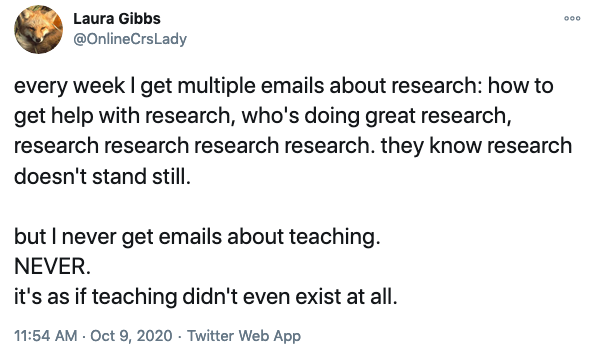 Laura Gibbs
@OnlineCrsLady
every week I get multiple emails about research: how to
get help with research, who's doing great research,
research research research research. they know research
doesn't stand still.
but I never get emails about teaching.
NEVER.
it's as if teaching didn't even exist at all.
11:54 AM · Oct 9, 2020 · Twitter Web App